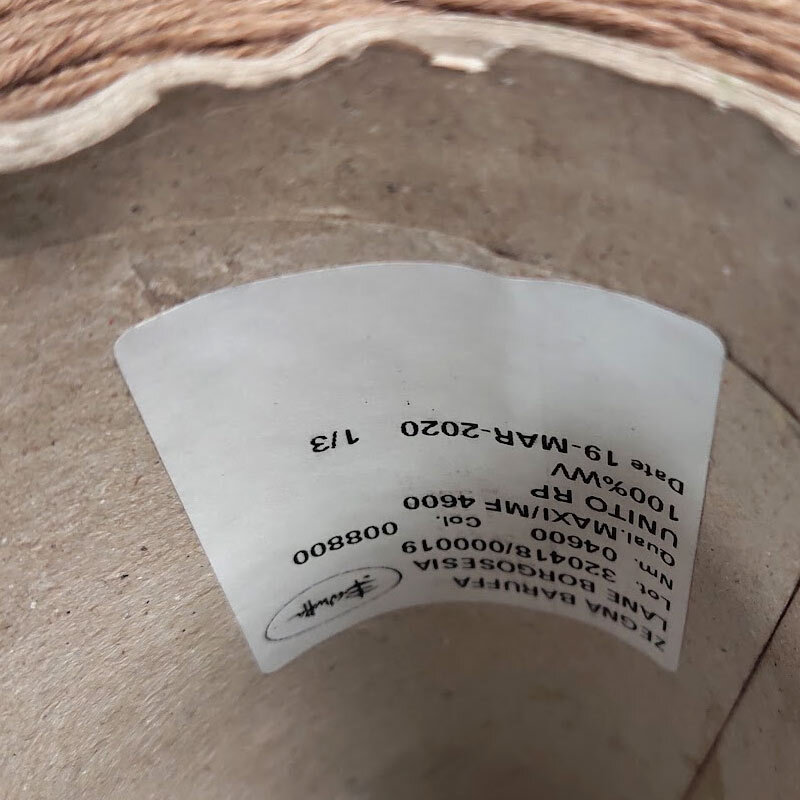 ZEGNA BARUFFA
LANE BORGOSESIA
Lot. 320418/000019
Nm. 04600 Col. 008800
Qual. MAXI/MF 4600
UNITO RP
100%WV
Date 19-MAR-2020 1/3
Baruffa